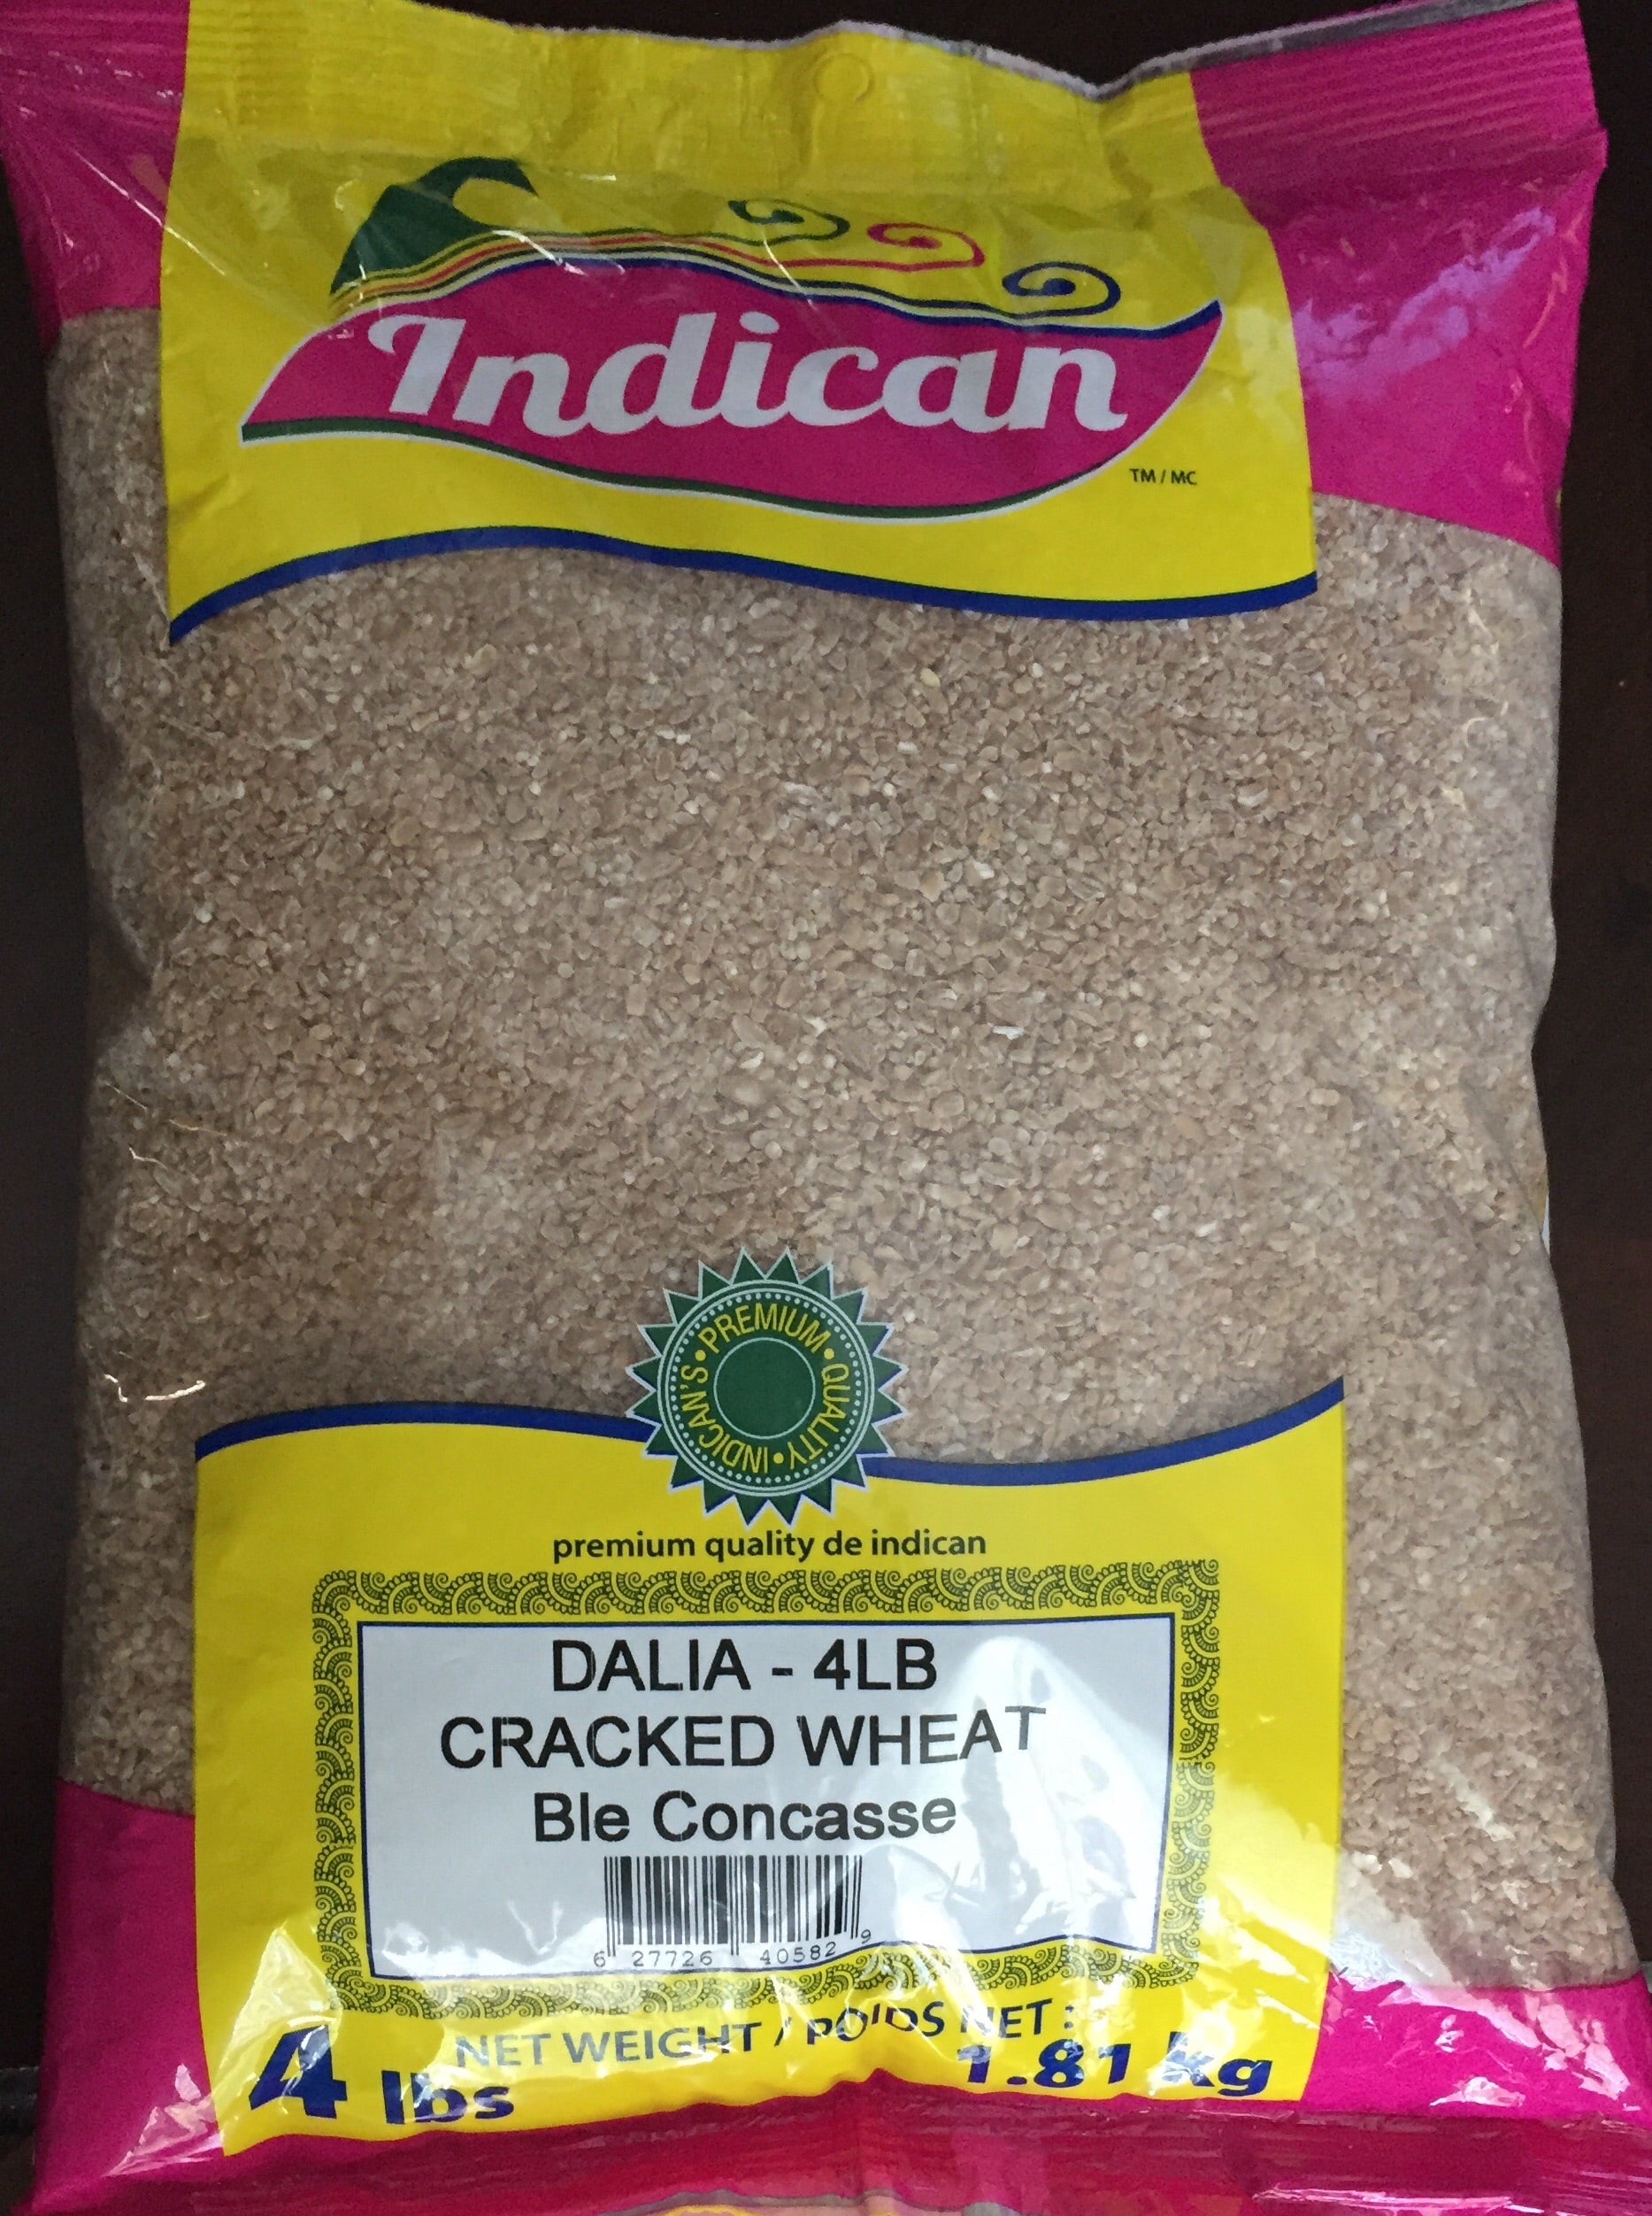 Indican
TM / MC
PREMIUM • QUALITY • INDICAN'S •
premium quality de indican
DALIA - 4LB
CRACKED WHEAT
Ble Concasse
6 27726 40582 9
NET WEIGHT / POIDS NET :
4 lbs 1.81 kg